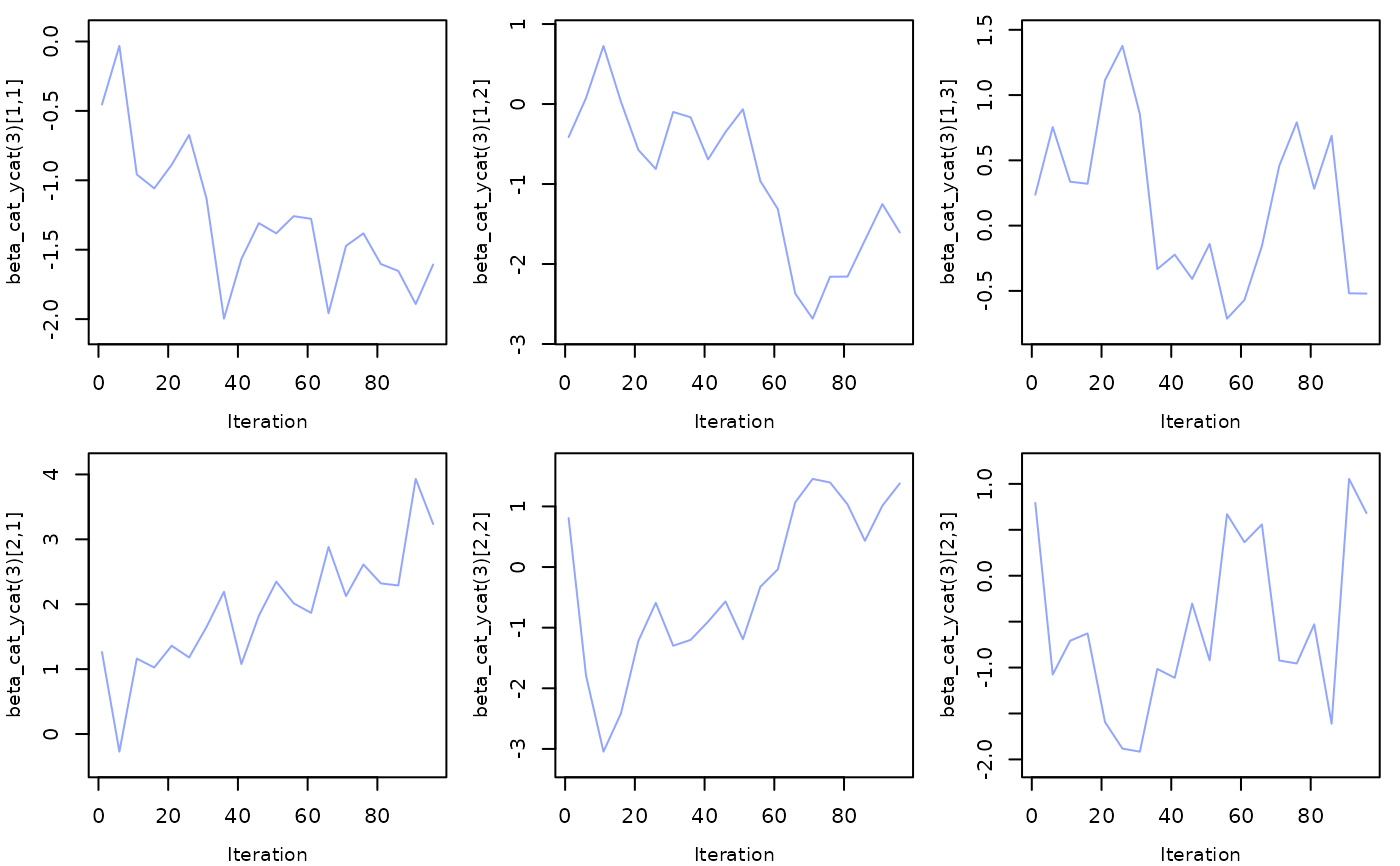 beta_cat_ycat(3)[1,1]
0.0
-0.5
-1.0
-1.5
-2.0
0 20 40 60 80
Iteration
beta_cat_ycat(3)[1,2]
1
0
-1
-2
-3
0 20 40 60 80
Iteration
beta_cat_ycat(3)[1,3]
1.5
1.0
0.5
0.0
-0.5
0 20 40 60 80
Iteration
beta_cat_ycat(3)[2,1]
4
3
2
1
0
0 20 40 60 80
Iteration
beta_cat_ycat(3)[2,2]
1
0
-1
-2
-3
0 20 40 60 80
Iteration
beta_cat_ycat(3)[2,3]
1.0
0.0
-1.0
-2.0
0 20 40 60 80
Iteration